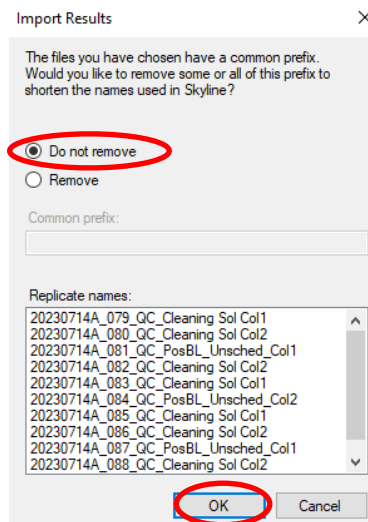 Import Results
The files you have chosen have a common prefix.
Would you like to remove some or all of this prefix to
shorten the names used in Skyline?
Do not remove
Remove
Common prefix:
Replicate names:
20230714A_079_QC_Cleaning Sol Col1
20230714A_080_QC_Cleaning Sol Col2
20230714A_081_QC_PosBL_Unsched_Col1
20230714A_082_QC_Cleaning Sol Col2
20230714A_083_QC_Cleaning Sol Col1
20230714A_084_QC_PosBL_Unsched_Col2
20230714A_085_QC_Cleaning Sol Col1
20230714A_086_QC_Cleaning Sol Col2
20230714A_087_QC_PosBL_Unsched_Col1
20230714A_088_QC_Cleaning Sol Col2
OK Cancel